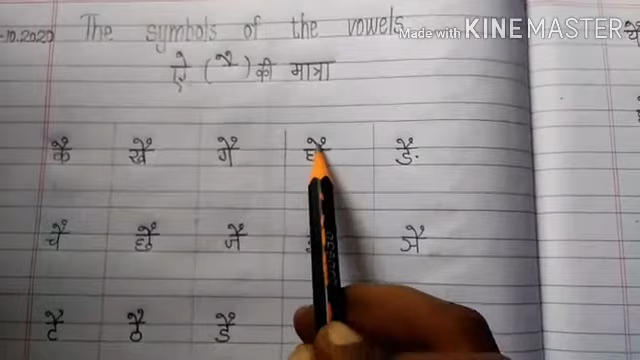 -10.2020 The symbols of the vowels
Made with KINEMASTER
ऐ ( ै ) की मात्रा
कै खै गै घै ङै
चै छै जै ञै
टै ठै डै